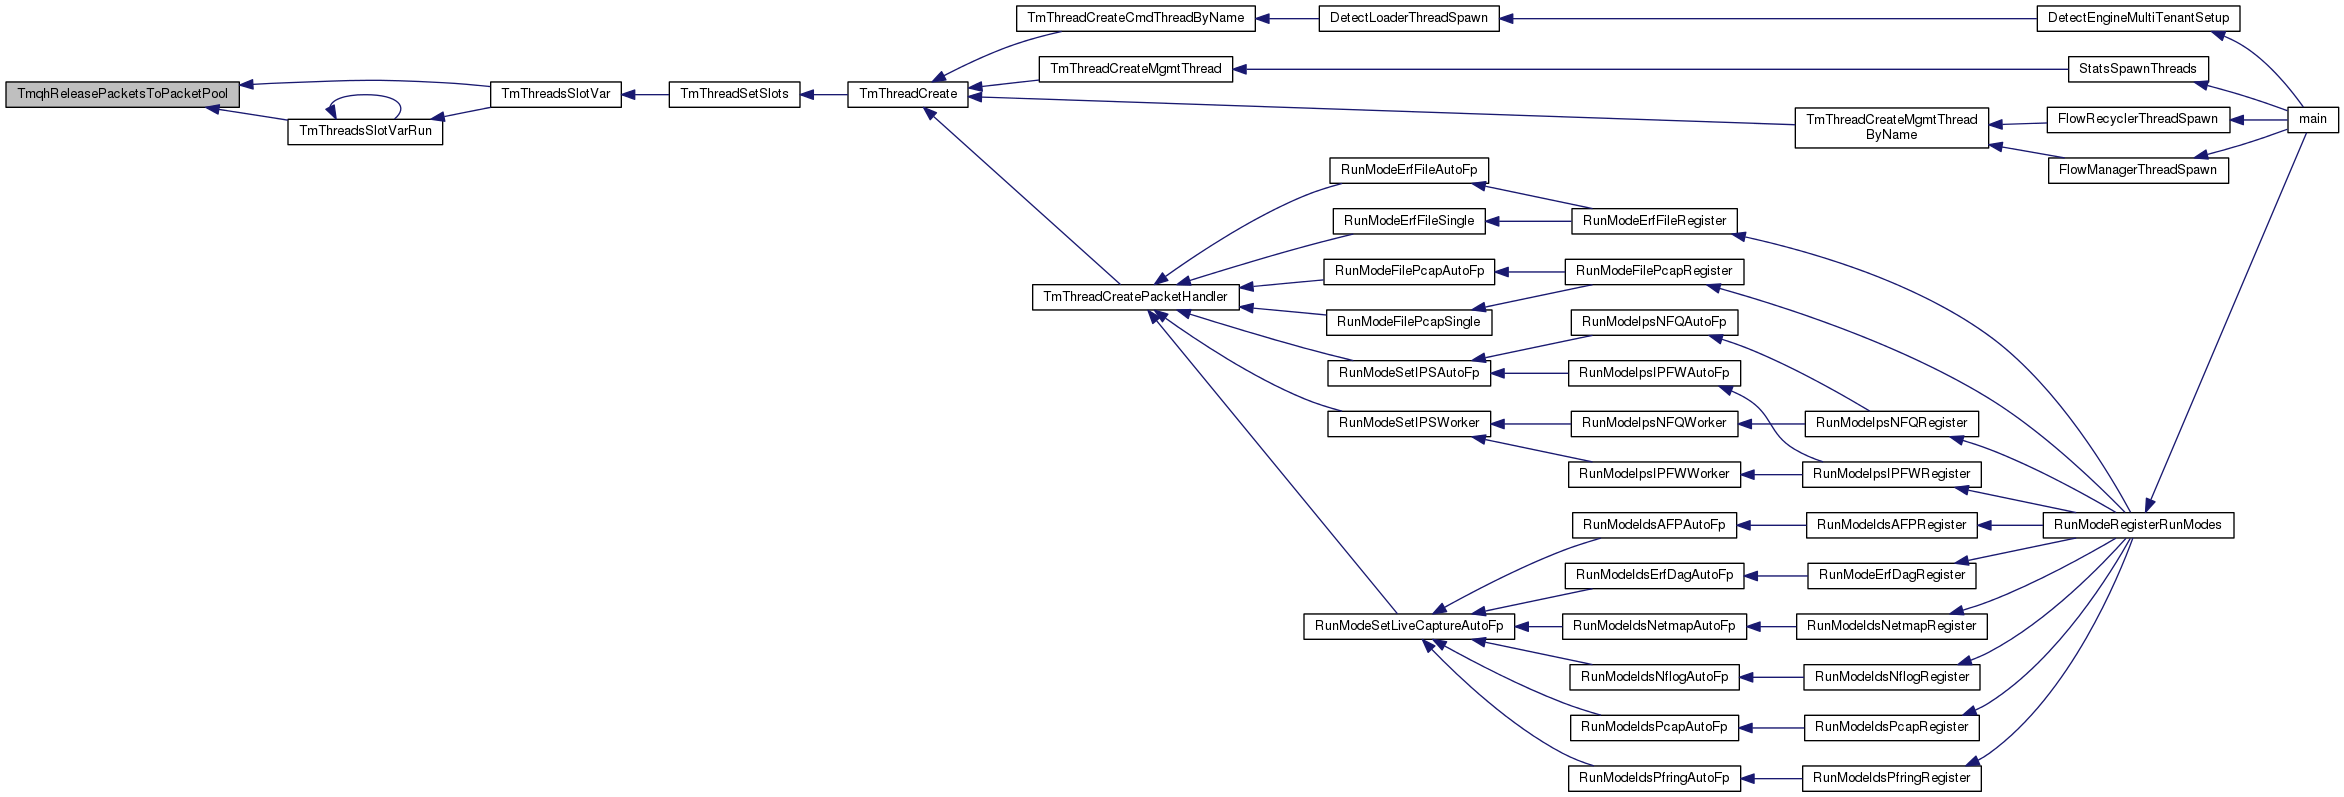 TmThreadCreateCmdThreadByName
DetectLoaderThreadSpawn
DetectEngineMultiTenantSetup
TmThreadCreateMgmtThread
StatsSpawnThreads
TmqhReleasePacketsToPacketPool
TmThreadsSlotVar
TmThreadSetSlots
TmThreadCreate
TmThreadsSlotVarRun
TmThreadCreateMgmtThread
ByName
FlowRecyclerThreadSpawn
main
FlowManagerThreadSpawn
RunModeErfFileAutoFp
RunModeErfFileSingle
RunModeErfFileRegister
RunModeFilePcapAutoFp
RunModeFilePcapRegister
TmThreadCreatePacketHandler
RunModeFilePcapSingle
RunModeIpsNFQAutoFp
RunModeSetIPSAutoFp
RunModeIpsIPFWAutoFp
RunModeSetIPSWorker
RunModeIpsNFQWorker
RunModeIpsNFQRegister
RunModeIpsIPFWWorker
RunModeIpsIPFWRegister
RunModeIdsAFPAutoFp
RunModeIdsAFPRegister
RunModeRegisterRunModes
RunModeIdsErfDagAutoFp
RunModeErfDagRegister
RunModeSetLiveCaptureAutoFp
RunModeIdsNetmapAutoFp
RunModeIdsNetmapRegister
RunModeIdsNflogAutoFp
RunModeIdsNflogRegister
RunModeIdsPcapAutoFp
RunModeIdsPcapRegister
RunModeIdsPfringAutoFp
RunModeIdsPfringRegister